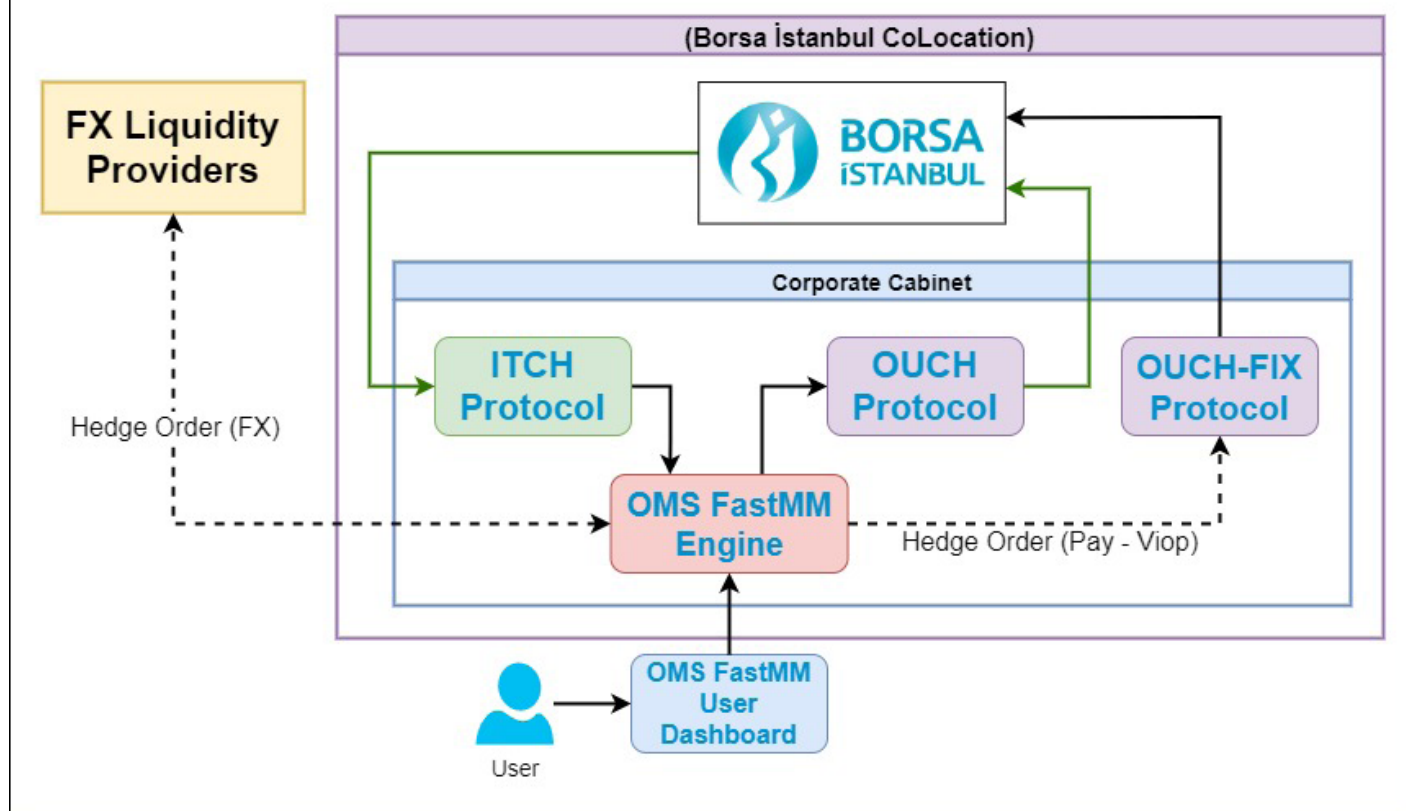 (Borsa İstanbul CoLocation)
FX Liquidity
Providers
BORSA
İSTANBUL
Corporate Cabinet
ITCH
Protocol
OUCH
Protocol
OUCH-FIX
Protocol
Hedge Order (FX)
OMS FastMM
Engine
Hedge Order (Pay - Viop)
OMS FastMM
User
Dashboard
User